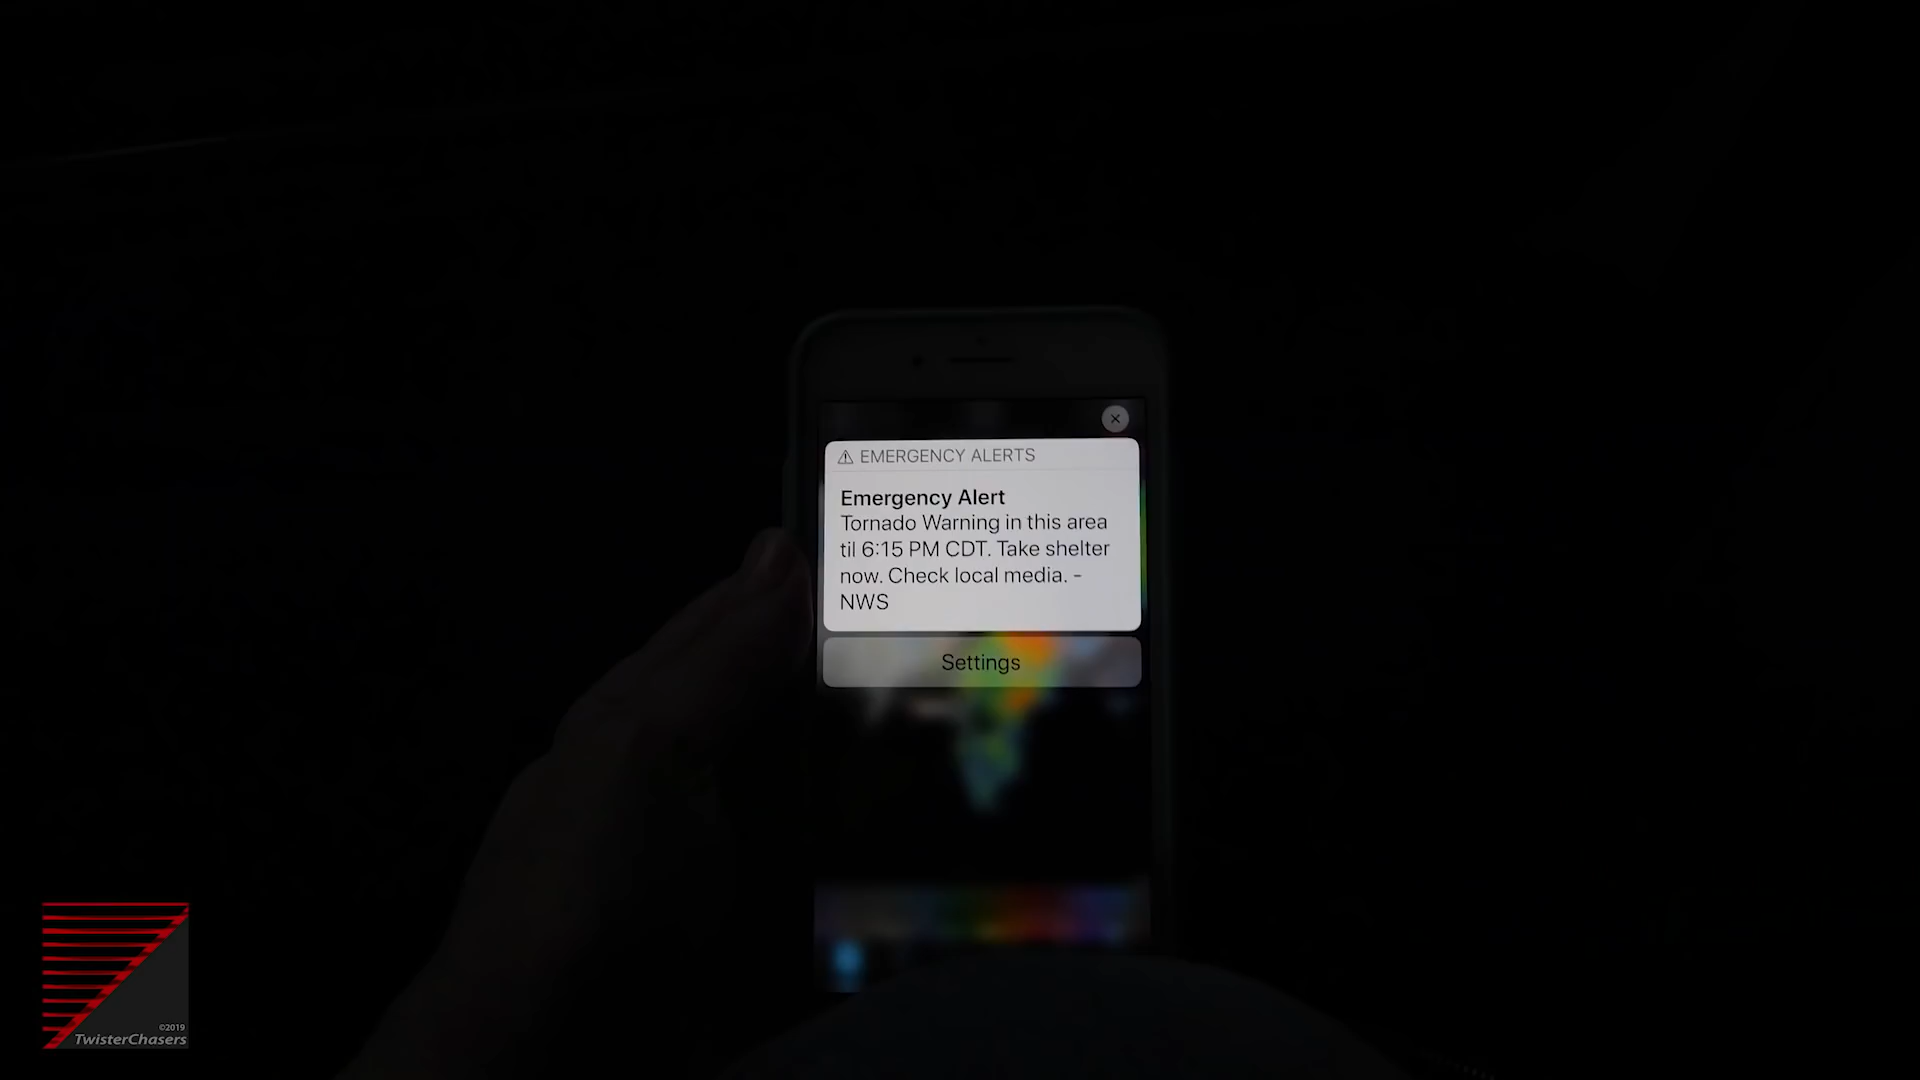 EMERGENCY ALERTS
Emergency Alert
Tornado Warning in this area
til 6:15 PM CDT. Take shelter
now. Check local media. -
NWS
Settings
©2019
TwisterChasers